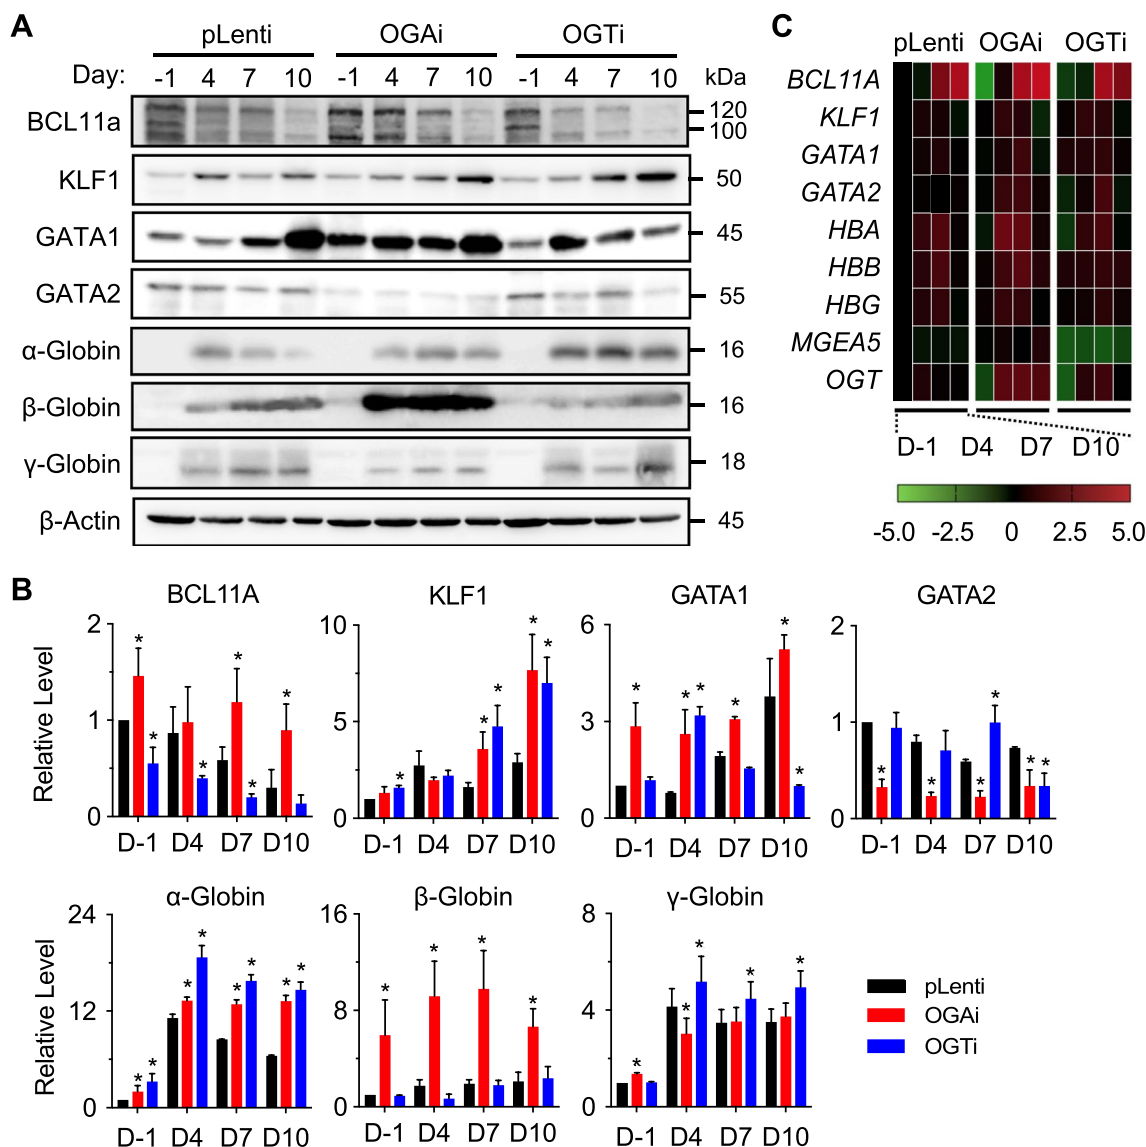 A
pLenti OGAi OGTi
Day: -1 4 7 10 -1 4 7 10 -1 4 7 10 kDa
BCL11a 120
100
KLF1 50
GATA1 45
GATA2 55
α-Globin 16
β-Globin 16
γ-Globin 18
β-Actin 45
C
pLenti OGAi OGTi
BCL11A
KLF1
GATA1
GATA2
HBA
HBB
HBG
MGEA5
OGT
D-1 D4 D7 D10
-5.0 -2.5 0 2.5 5.0
B
BCL11A
Relative Level
2
1
0
D-1 D4 D7 D10
* * * * * *
KLF1
10
5
0
D-1 D4 D7 D10
* * * * *
GATA1
6
3
0
D-1 D4 D7 D10
* * * * * *
GATA2
2
1
0
D-1 D4 D7 D10
* * * * * *
α-Globin
Relative Level
24
12
0
D-1 D4 D7 D10
* * * * * * * *
β-Globin
16
8
0
D-1 D4 D7 D10
* * * *
γ-Globin
8
4
0
D-1 D4 D7 D10
* * * * *
pLenti
OGAi
OGTi